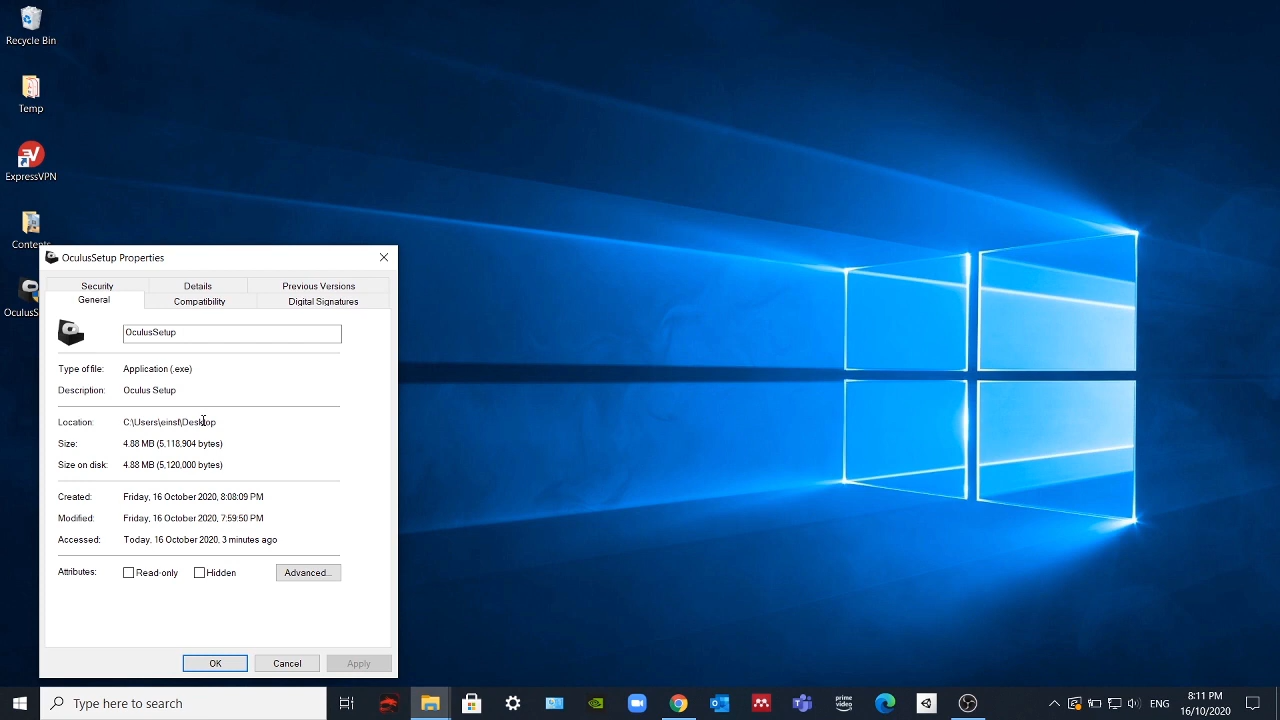 Recycle Bin
Temp
ExpressVPN
OculusSetup Properties
Security Details Previous Versions
General Compatibility Digital Signatures
OculusSetup
Type of file: Application (.exe)
Description: Oculus Setup
Location: C:\Users\einsf\Desktop
Size: 4.88 MB (5,118,904 bytes)
Size on disk: 4.88 MB (5,120,000 bytes)
Created: Friday, 16 October 2020, 8:08:09 PM
Modified: Friday, 16 October 2020, 7:59:50 PM
Accessed: Today, 16 October 2020, 3 minutes ago
Attributes: Read-only Hidden Advanced...
OK Cancel Apply
Type here to search
prime video
ENG
8:11 PM
16/10/2020